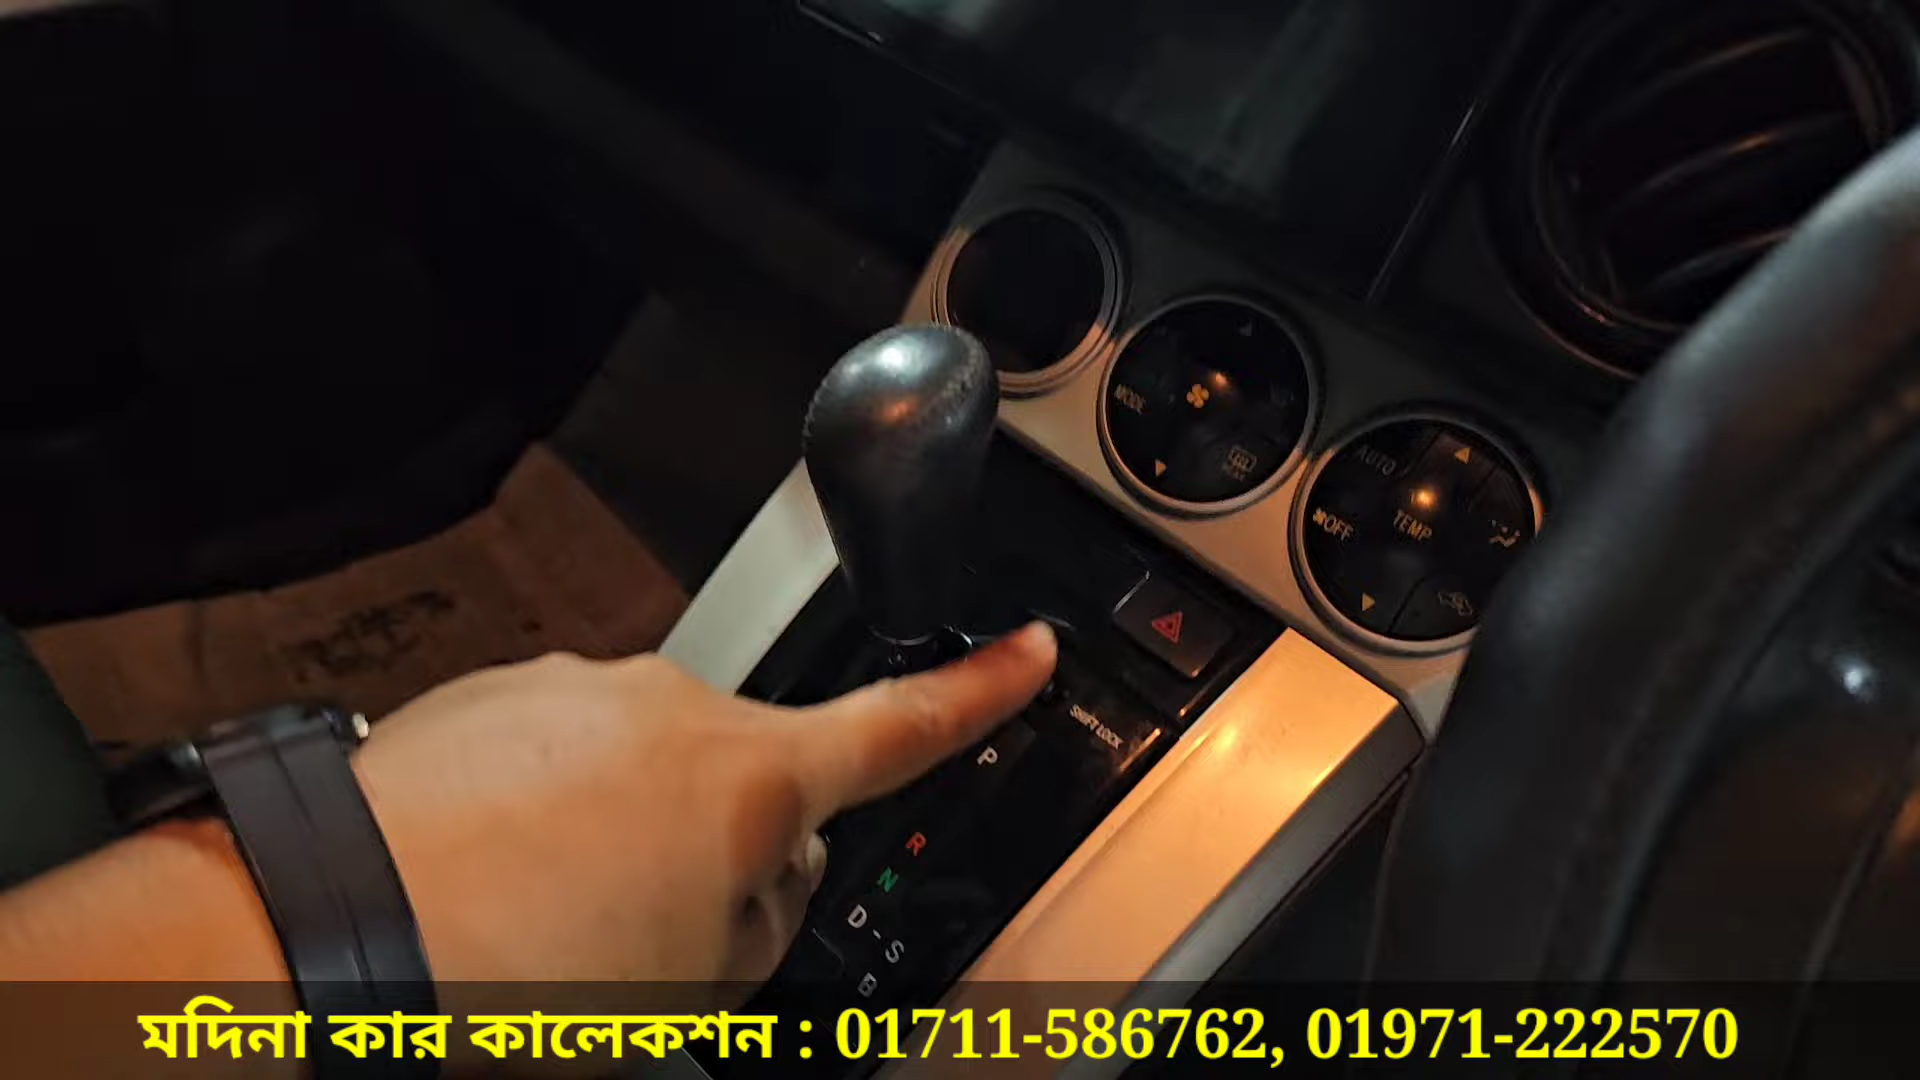 MODE
AUTO
OFF
TEMP
SHIFT LOCK
P
R
N
D - S
B
মদিনা কার কালেকশন : 01711-586762, 01971-222570